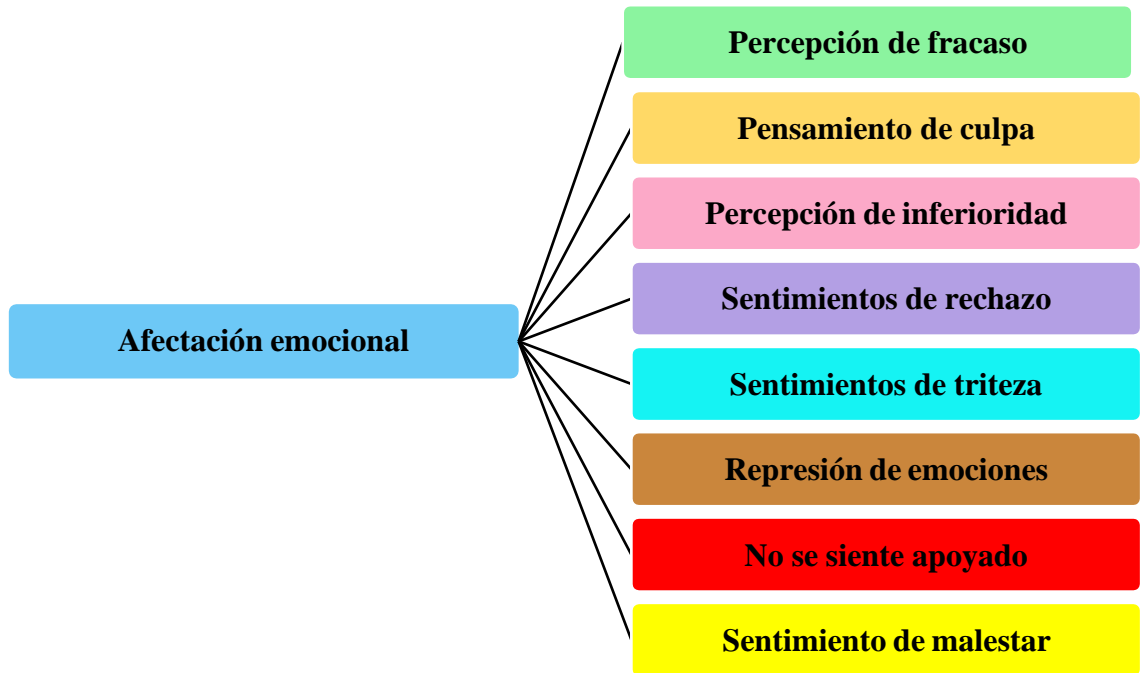 Percepción de fracaso
Pensamiento de culpa
Percepción de inferioridad
Sentimientos de rechazo
Afectación emocional
Sentimientos de triteza
Represión de emociones
No se siente apoyado
Sentimiento de malestar